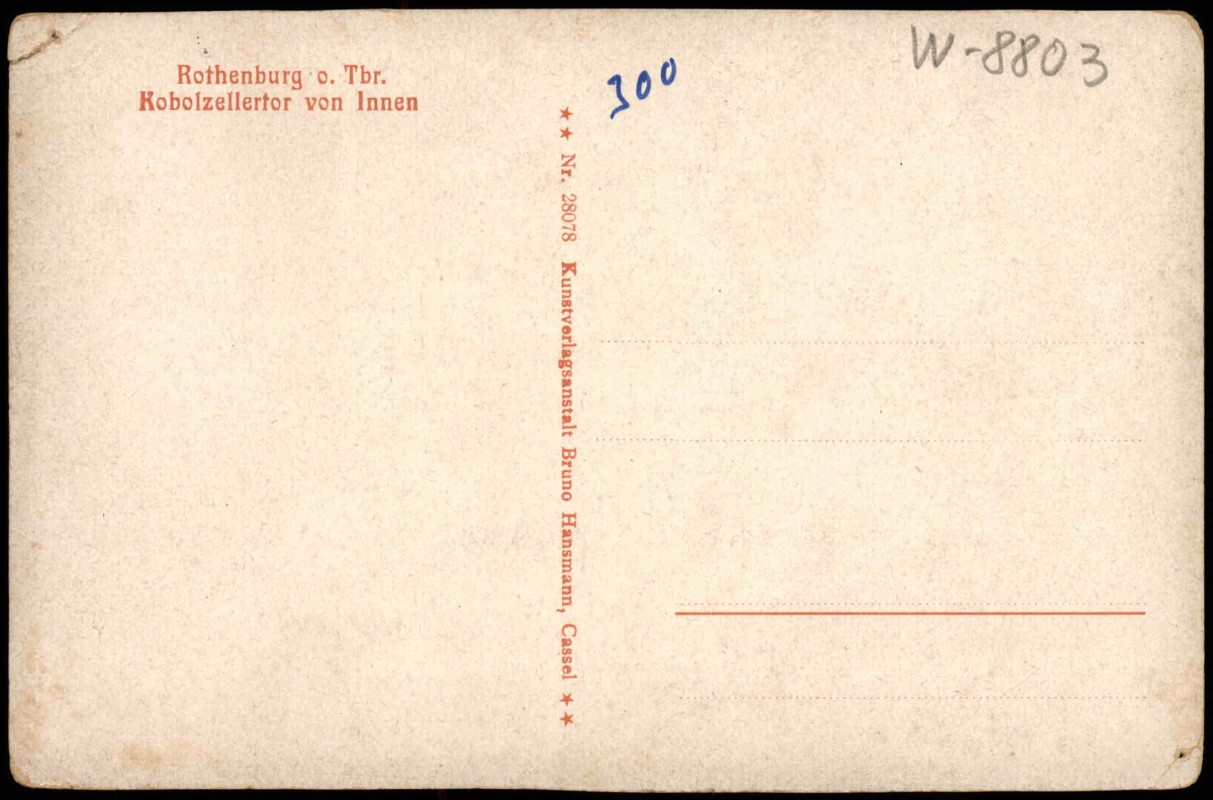 Rothenburg o. Tbr.
Kobolzellertor von Innen
300
W-8803
★★ Nr. 28078 Kunstverlagsanstalt Bruno Hansmann, Cassel ★★